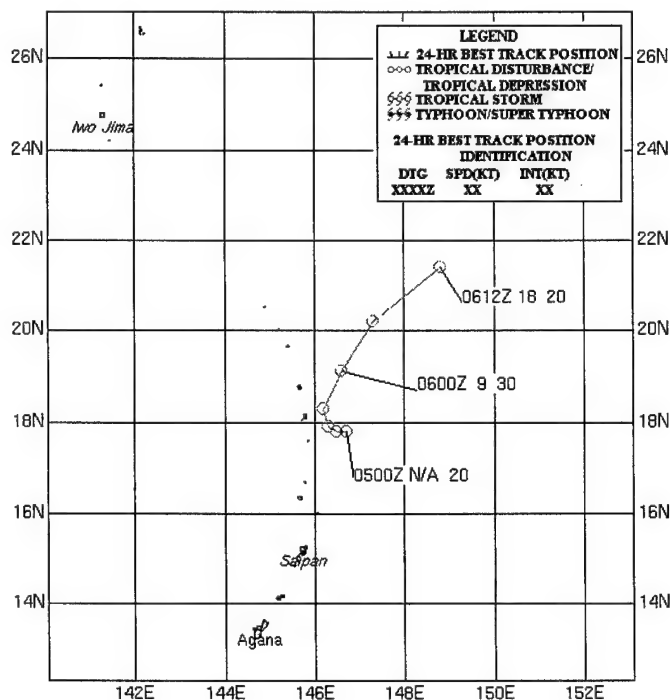 26N
24N
22N
20N
18N
16N
14N
LEGEND
24-HR BEST TRACK POSITION
TROPICAL DISTURBANCE/
TROPICAL DEPRESSION
TROPICAL STORM
TYPHOON/SUPER TYPHOON
24-HR BEST TRACK POSITION
IDENTIFICATION
DTG SPD(KT) INT(KT)
XXXXZ XX XX
Iwo Jima
0612Z 18 20
0600Z 9 30
0500Z N/A 20
Saipan
Agana
26N
24N
22N
20N
18N
16N
14N
142E 144E 146E 148E 150E 152E